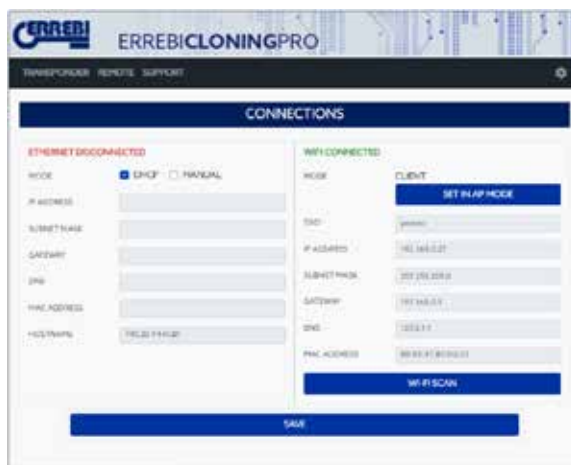 ERREBI
ERREBICLONINGPRO
TRANSPONDER REMOTE SUPPORT
CONNECTIONS
ETHERNET DISCONNECTED
MODE DHCP MANUAL
IP ADDRESS
SUBNET MASK
GATEWAY
DNS
MAC ADDRESS
HOSTNAME
WIFI CONNECTED
MODE CLIENT
SET IN AP MODE
SSID
IP ADDRESS
SUBNET MASK
GATEWAY
DNS
MAC ADDRESS
WI-FI SCAN
SAVE